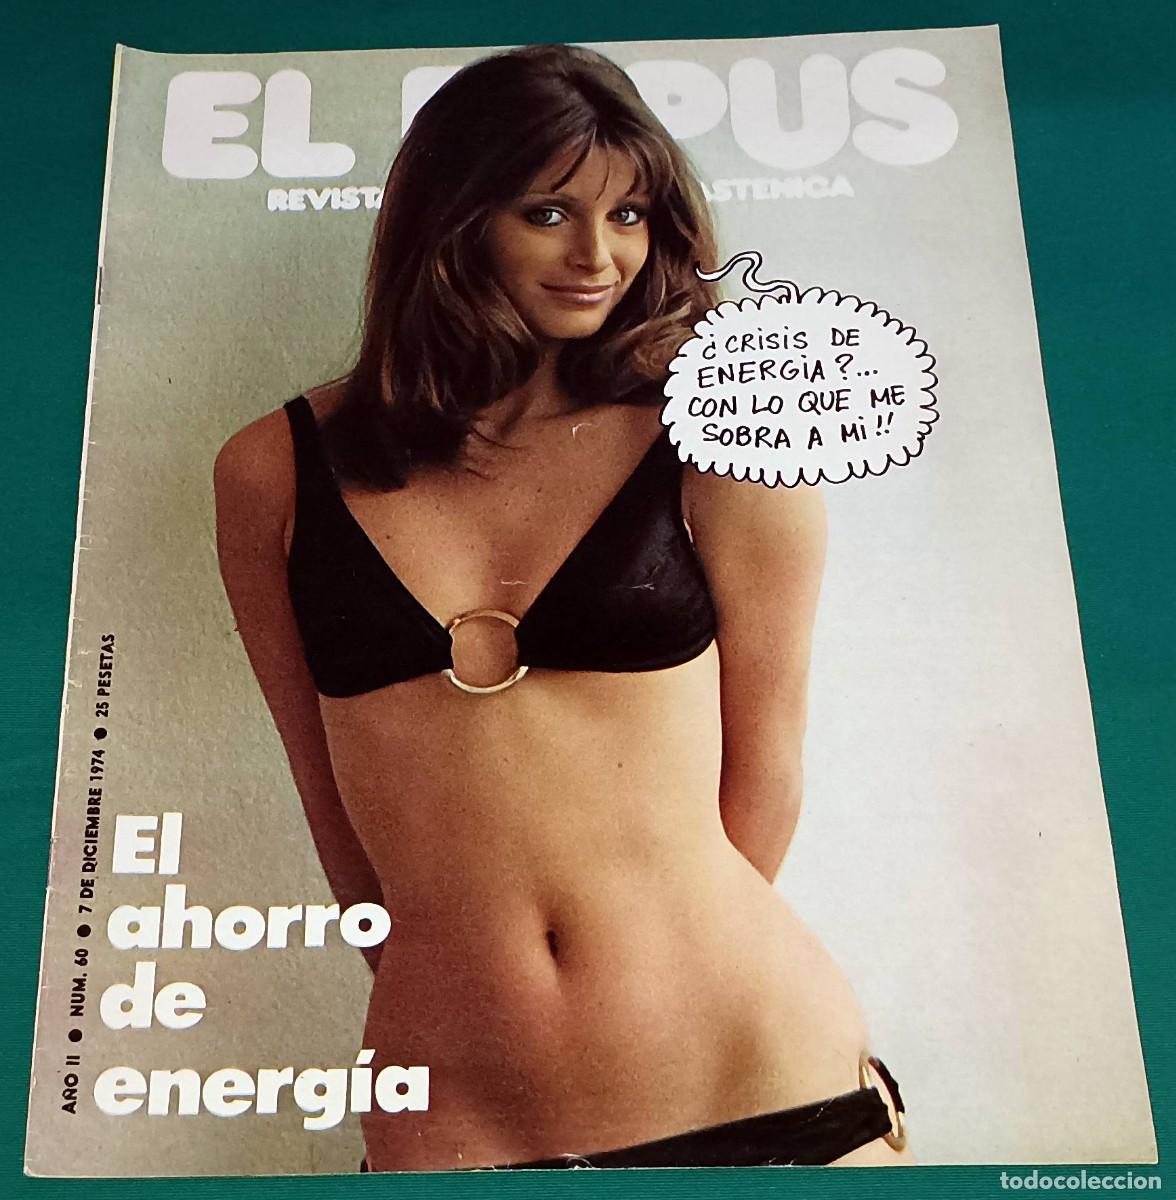 EL PUS
REVISTA
¿CRISIS DE
ENERGIA?...
CON LO QUE ME
SOBRA A MI!!
El
ahorro
de
energía
AÑO II ● NUM. 60 ● 7 DE DICIEMBRE 1974 ● 25 PESETAS
todocoleccion